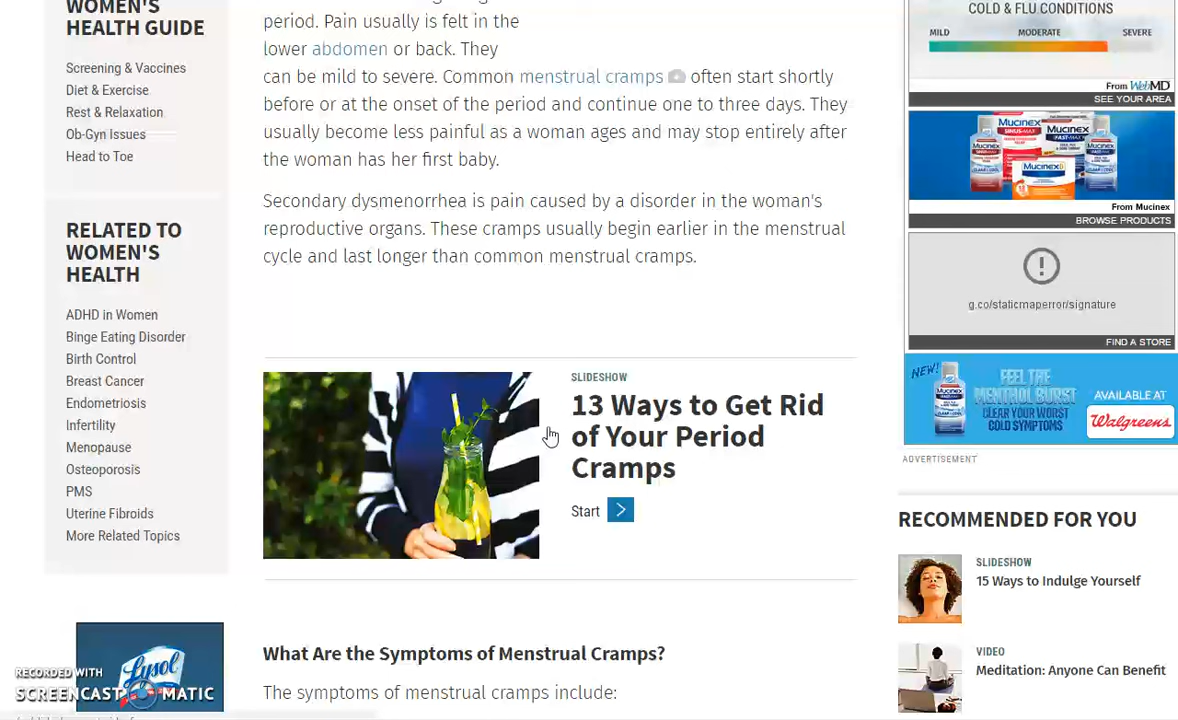 WOMEN'S
HEALTH GUIDE
Screening & Vaccines
Diet & Exercise
Rest & Relaxation
Ob-Gyn Issues
Head to Toe
RELATED TO
WOMEN'S
HEALTH
ADHD in Women
Binge Eating Disorder
Birth Control
Breast Cancer
Endometriosis
Infertility
Menopause
Osteoporosis
PMS
Uterine Fibroids
More Related Topics
Lysol
RECORDED WITH
SCREENCAST-O-MATIC
period. Pain usually is felt in the
lower abdomen or back. They
can be mild to severe. Common menstrual cramps often start shortly
before or at the onset of the period and continue one to three days. They
usually become less painful as a woman ages and may stop entirely after
the woman has her first baby.
Secondary dysmenorrhea is pain caused by a disorder in the woman's
reproductive organs. These cramps usually begin earlier in the menstrual
cycle and last longer than common menstrual cramps.
SLIDESHOW
13 Ways to Get Rid
of Your Period
Cramps
Start
What Are the Symptoms of Menstrual Cramps?
The symptoms of menstrual cramps include:
COLD & FLU CONDITIONS
MILD MODERATE SEVERE
From WebMD
SEE YOUR AREA
Mucinex
Mucinex
Mucinex
From Mucinex
BROWSE PRODUCTS
g.co/staticmaperror/signature
FIND A STORE
NEW!
FEEL THE
MENTHOL BURST
CLEAR YOUR WORST
COLD SYMPTOMS
AVAILABLE AT
Walgreens
ADVERTISEMENT
RECOMMENDED FOR YOU
SLIDESHOW
15 Ways to Indulge Yourself
VIDEO
Meditation: Anyone Can Benefit